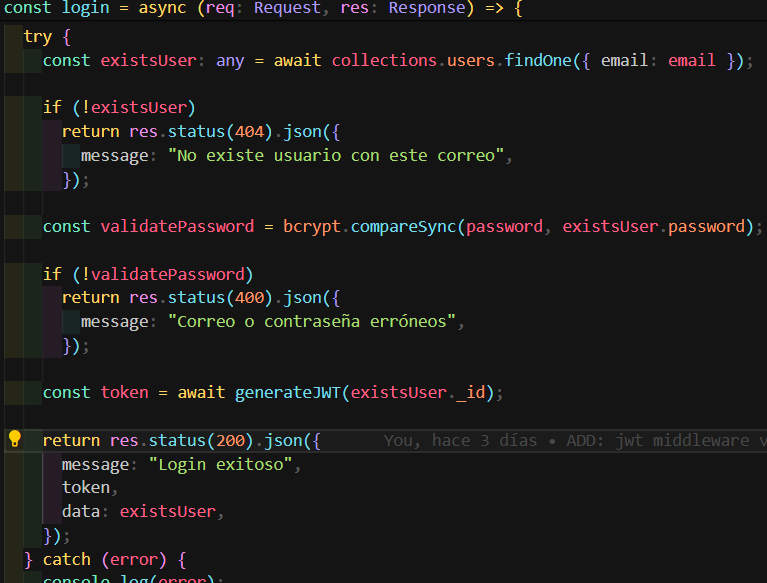 const login = async (req: Request, res: Response) => {
try {
const existsUser: any = await collections.users.findOne({ email: email });
if (!existsUser)
return res.status(404).json({
message: "No existe usuario con este correo",
});
const validatePassword = bcrypt.compareSync(password, existsUser.password);
if (!validatePassword)
return res.status(400).json({
message: "Correo o contraseña erróneos",
});
const token = await generateJWT(existsUser._id);
return res.status(200).json({ You, hace 3 días • ADD: jwt middleware
message: "Login exitoso",
token,
data: existsUser,
});
} catch (error) {
console.log(error);